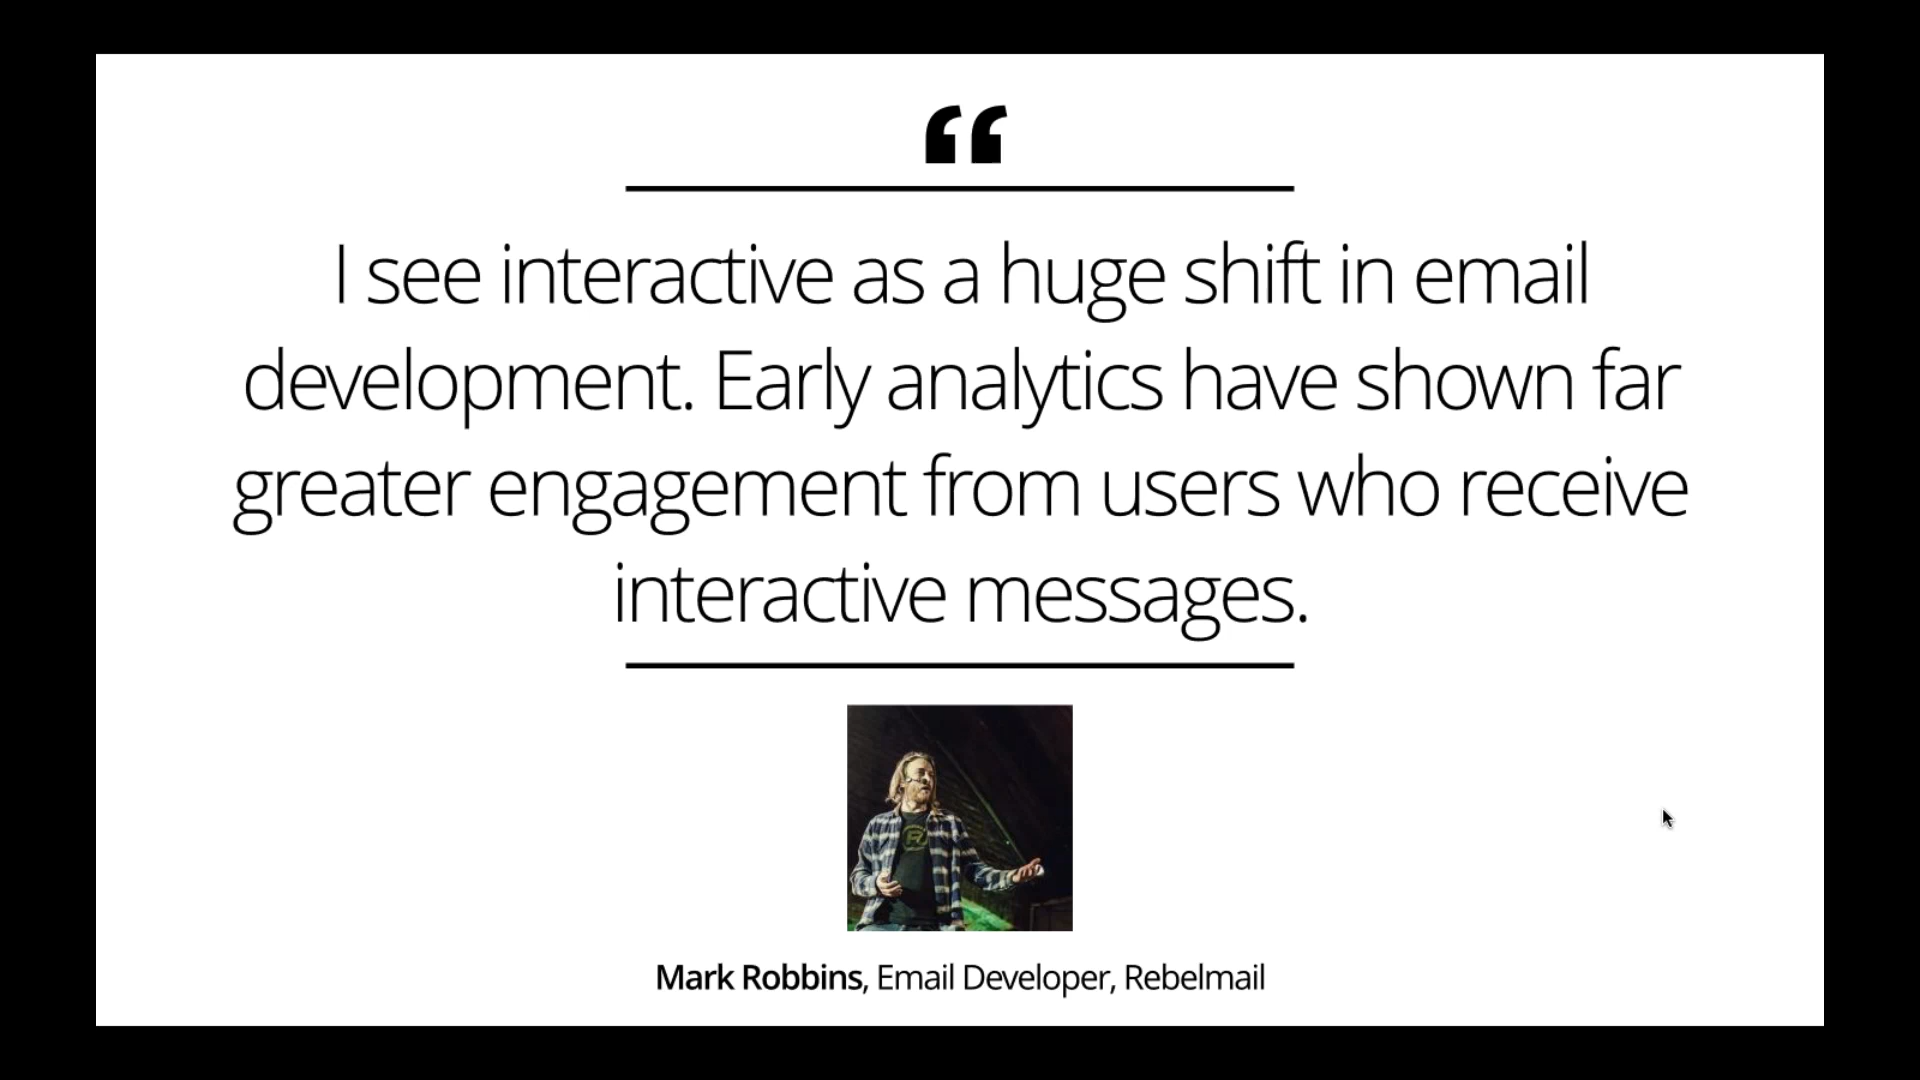 “
I see interactive as a huge shift in email
development. Early analytics have shown far
greater engagement from users who receive
interactive messages.
Mark Robbins, Email Developer, Rebelmail